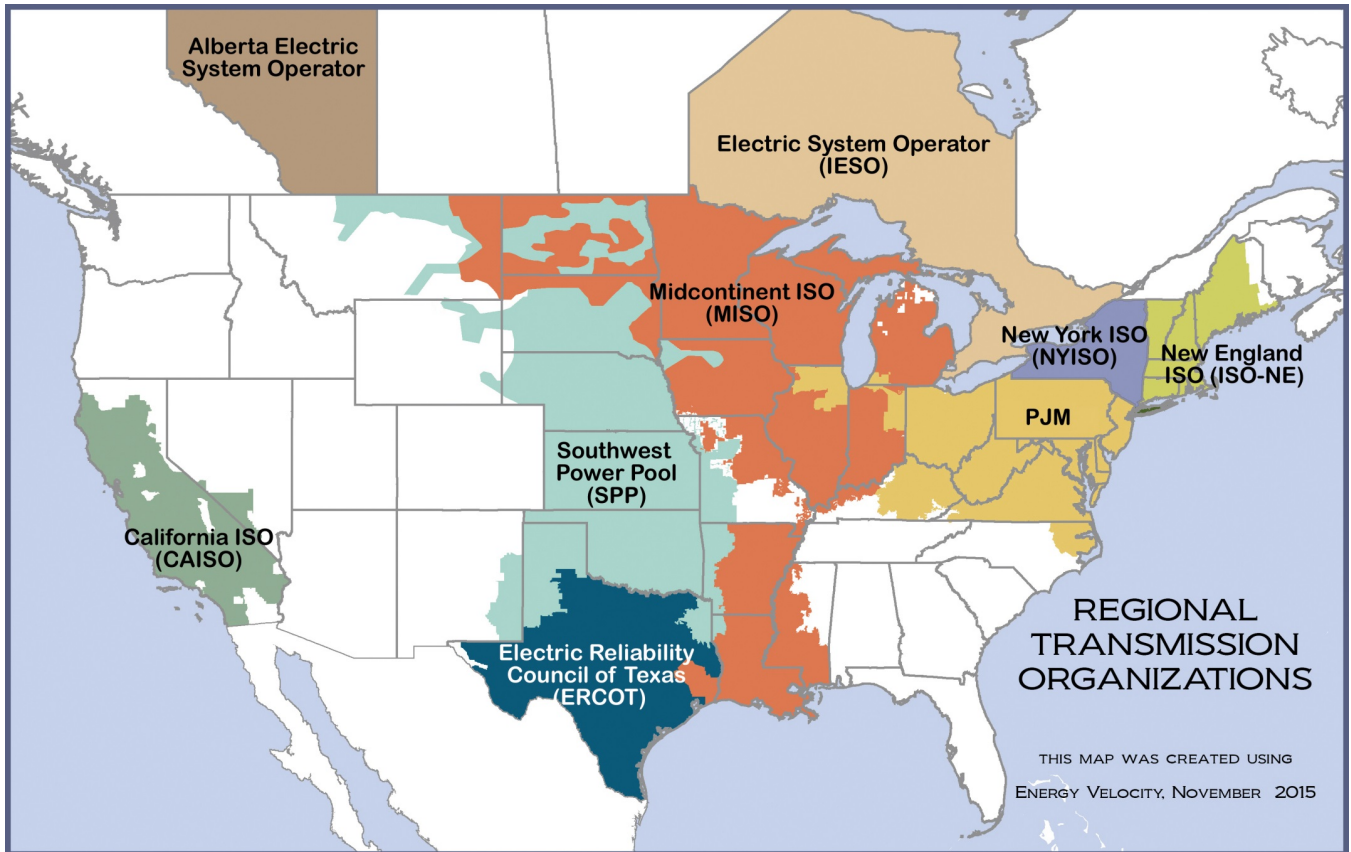 Alberta Electric
System Operator
Electric System Operator
(IESO)
Midcontinent ISO
(MISO)
New York ISO
(NYISO)
New England
ISO (ISO-NE)
PJM
Southwest
Power Pool
(SPP)
California ISO
(CAISO)
Electric Reliability
Council of Texas
(ERCOT)
REGIONAL
TRANSMISSION
ORGANIZATIONS
THIS MAP WAS CREATED USING
ENERGY VELOCITY, NOVEMBER 2015